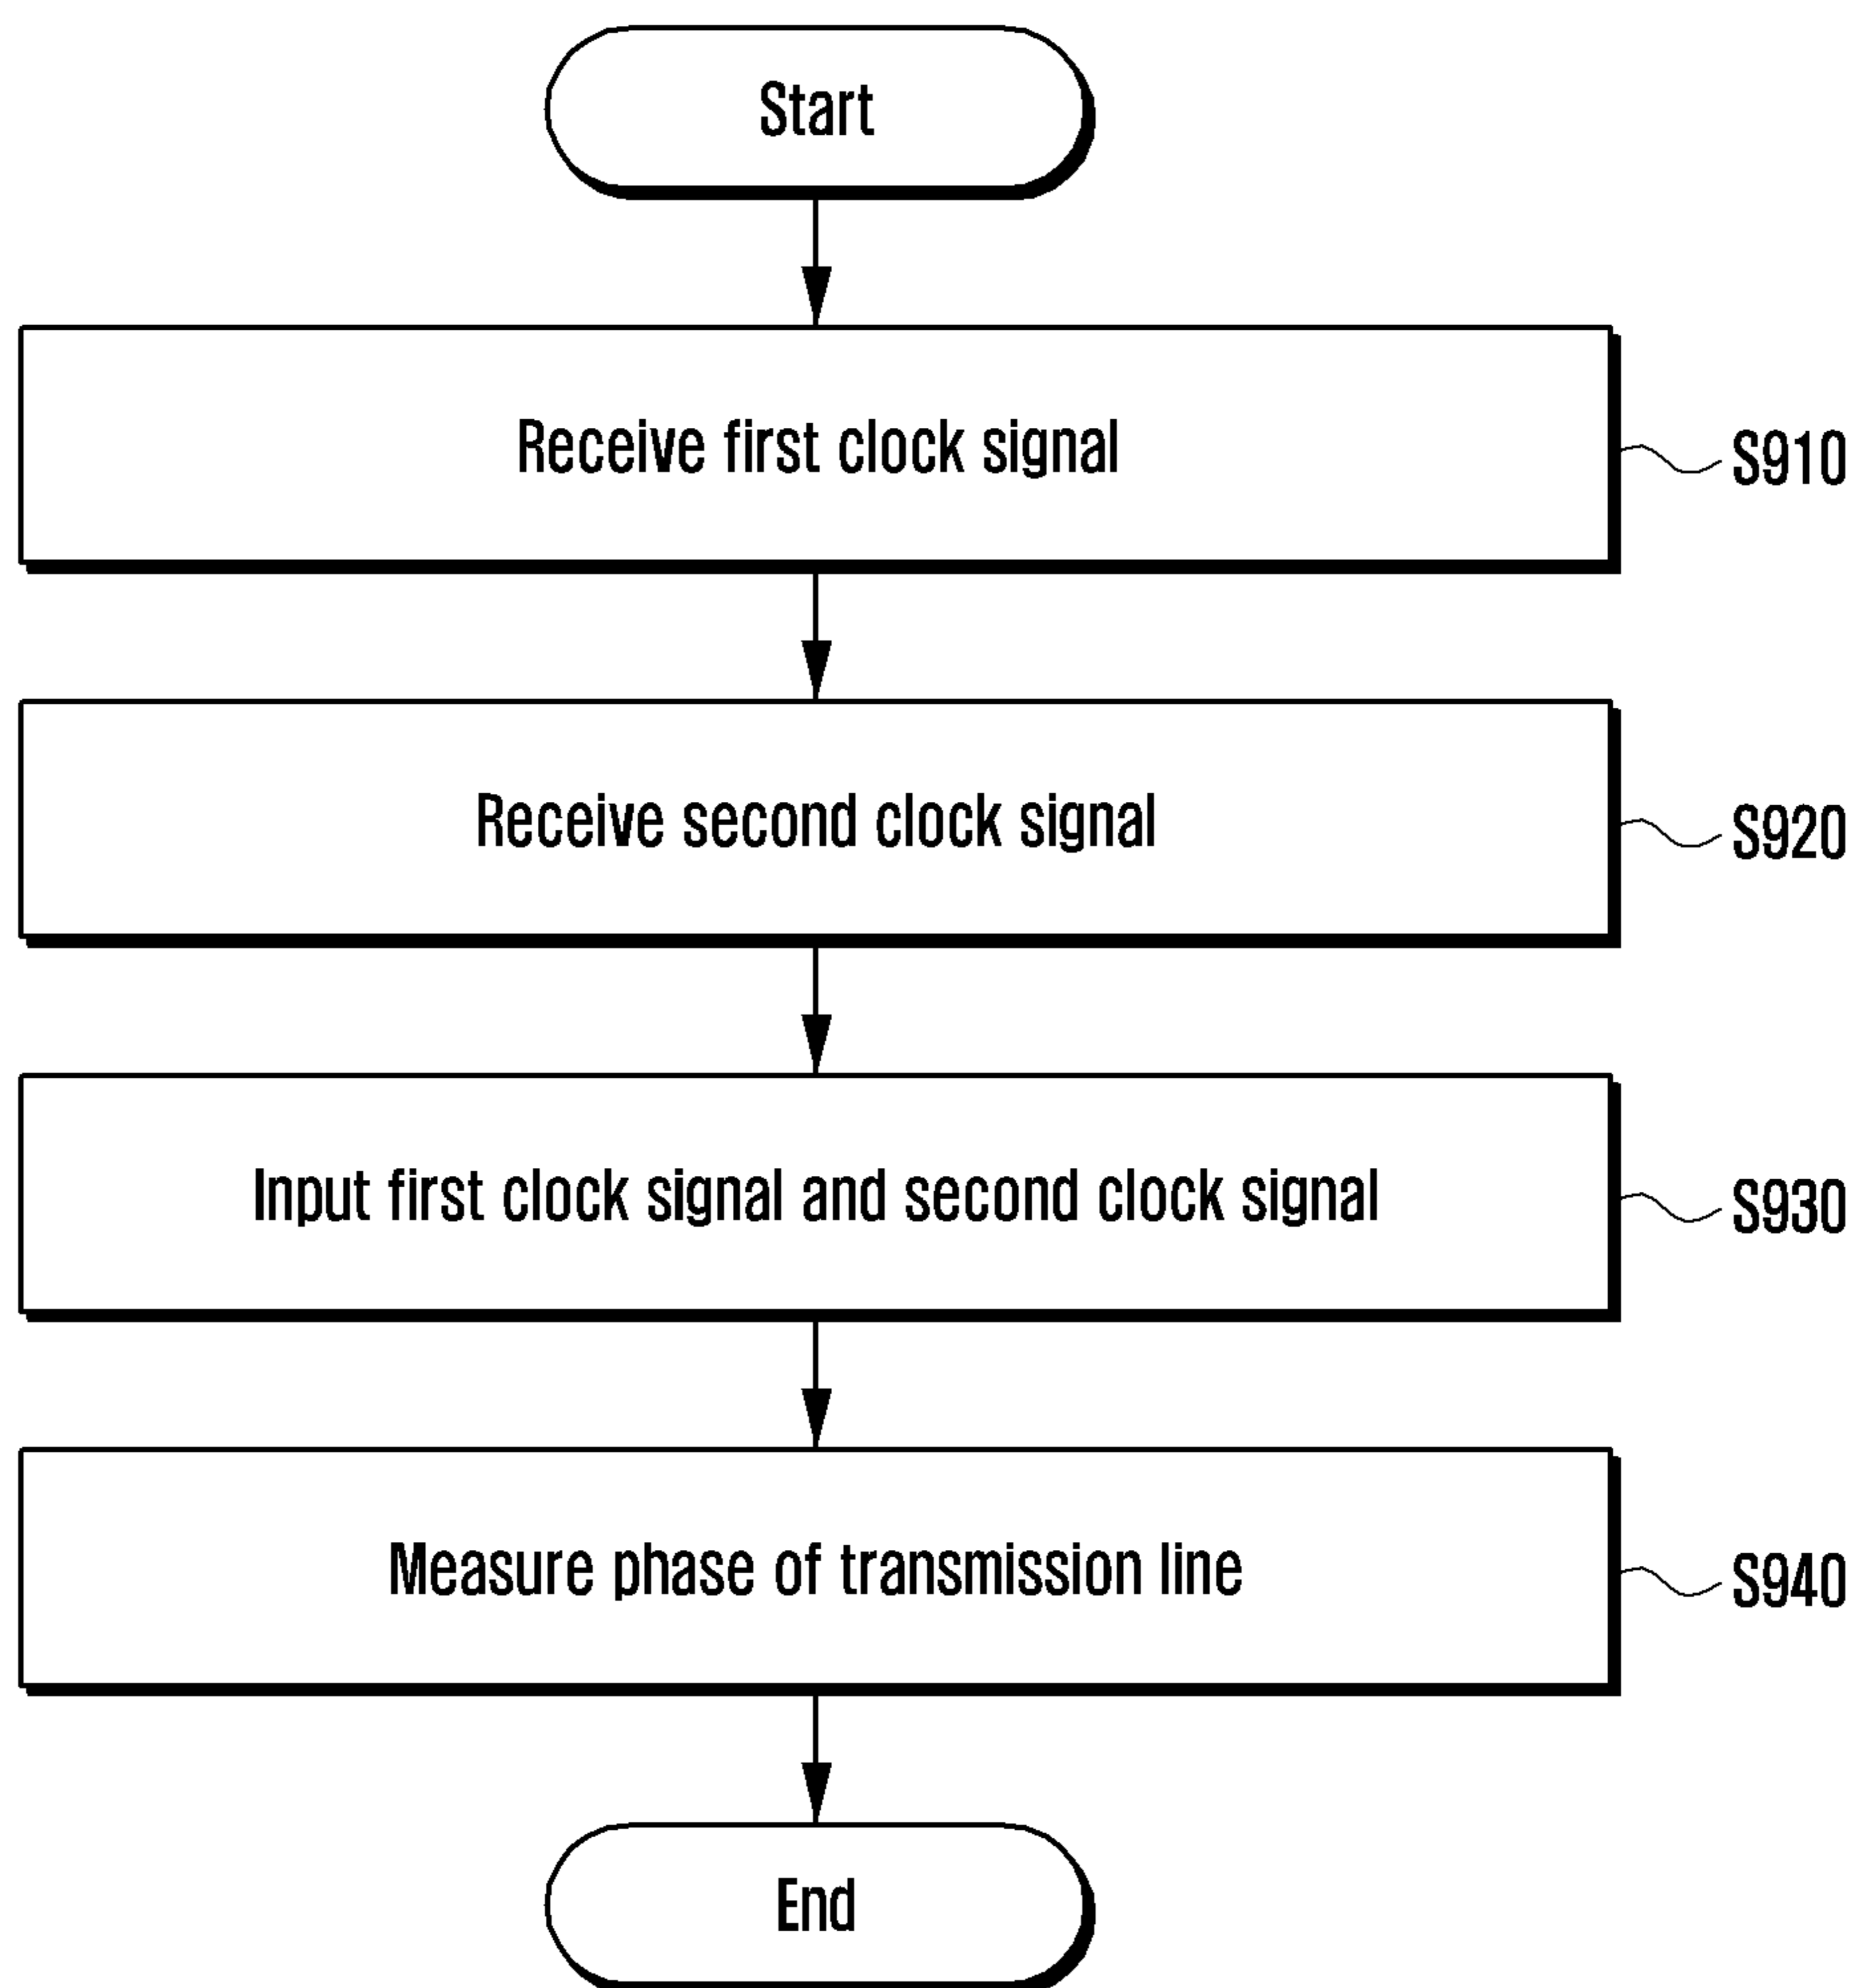 Start
Receive first clock signal
S910
Receive second clock signal
S920
Input first clock signal and second clock signal
S930
Measure phase of transmission line
S940
End